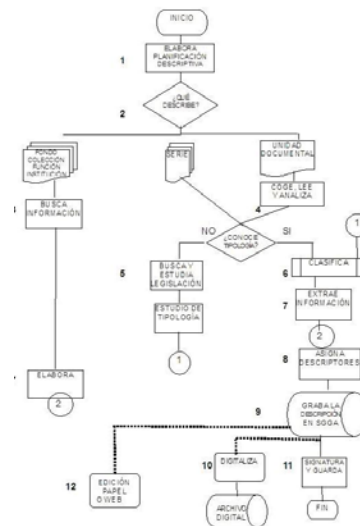 INICIO
1
ELABORA
PLANIFICACIÓN
DESCRIPTIVA
2
¿QUÉ
DESCRIBE?
FONDO
COLECCIÓN
FUNCIÓN
INSTITUCIÓN
SERIE
UNIDAD
DOCUMENTAL
BUSCA
INFORMACIÓN
4
COGE, LEE
Y ANALIZA
1
NO
¿CONOCE
TIPOLOGÍA?
SI
5
BUSCA Y
ESTUDIA
LEGISLACIÓN
6
CLASIFICA
7
EXTRAE
INFORMACIÓN
ESTUDIO DE
TIPOLOGÍA
2
1
8
ASIGNA
DESCRIPTORES
ELABORA
2
9
GRABA LA
DESCRIPCIÓN
EN SGGA
12
EDICIÓN
PAPEL
O WEB
10
DIGITALIZA
11
SIGNATURA
Y GUARDA
ARCHIVO
DIGITAL
FIN